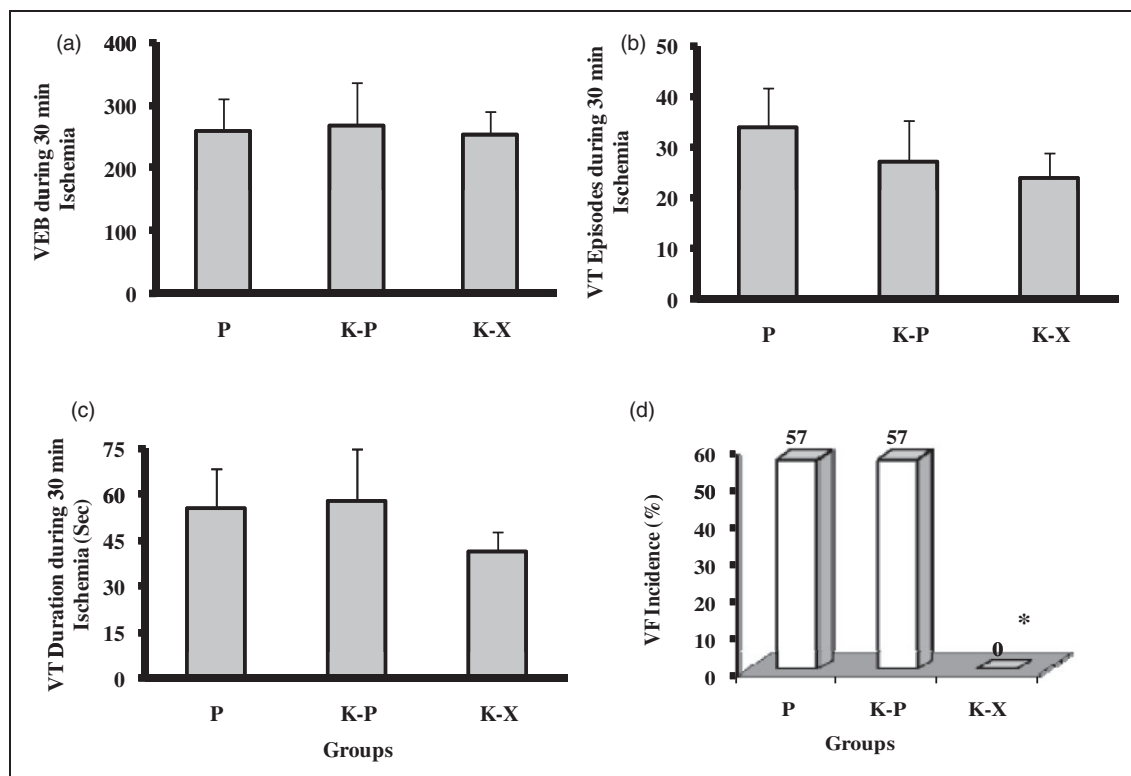 (a)
400
300
200
100
0
VEB during 30 min
Ischemia
P K-P K-X
(b)
50
40
30
20
10
0
VT Episodes during 30 min
Ischemia
P K-P K-X
(c)
75
60
45
30
15
0
VT Duration during 30 min
Ischemia (Sec)
P K-P K-X
Groups
(d)
60
50
40
30
20
10
0
VF Incidence (%)
57 57
0 *
P K-P K-X
Groups